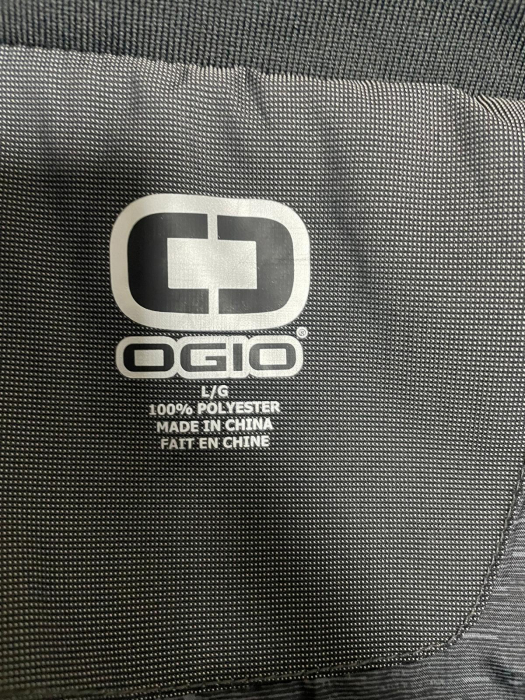 OGIO®
L/G
100% POLYESTER
MADE IN CHINA
FAIT EN CHINE